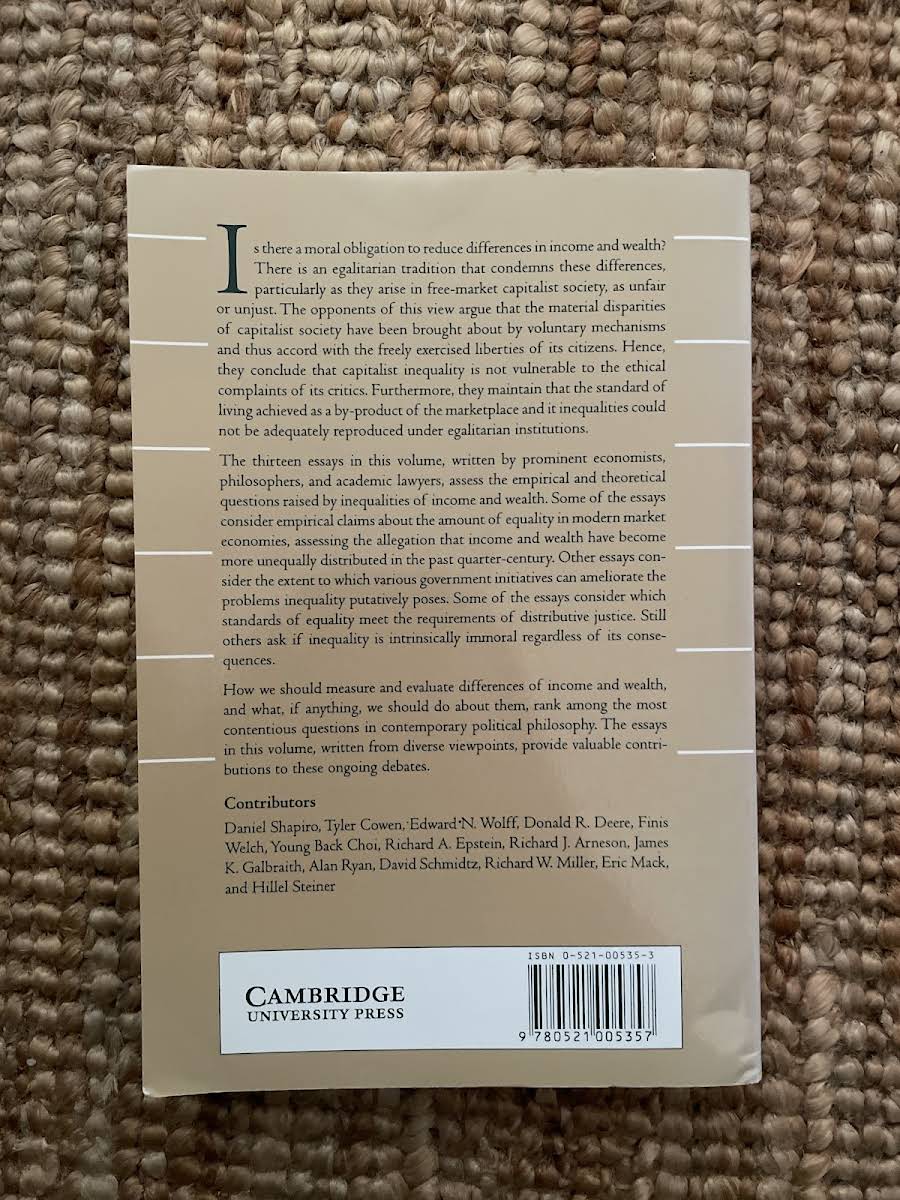 Is there a moral obligation to reduce differences in income and wealth?
There is an egalitarian tradition that condemns these differences,
particularly as they arise in free-market capitalist society, as unfair
or unjust. The opponents of this view argue that the material disparities
of capitalist society have been brought about by voluntary mechanisms
and thus accord with the freely exercised liberties of its citizens. Hence,
they conclude that capitalist inequality is not vulnerable to the ethical
complaints of its critics. Furthermore, they maintain that the standard of
living achieved as a by-product of the marketplace and it inequalities could
not be adequately reproduced under egalitarian institutions.
The thirteen essays in this volume, written by prominent economists,
philosophers, and academic lawyers, assess the empirical and theoretical
questions raised by inequalities of income and wealth. Some of the essays
consider empirical claims about the amount of equality in modern market
economies, assessing the allegation that income and wealth have become
more unequally distributed in the past quarter-century. Other essays con-
sider the extent to which various government initiatives can ameliorate the
problems inequality putatively poses. Some of the essays consider which
standards of equality meet the requirements of distributive justice. Still
others ask if inequality is intrinsically immoral regardless of its conse-
quences.
How we should measure and evaluate differences of income and wealth,
and what, if anything, we should do about them, rank among the most
contentious questions in contemporary political philosophy. The essays
in this volume, written from diverse viewpoints, provide valuable contri-
butions to these ongoing debates.
Contributors
Daniel Shapiro, Tyler Cowen, Edward N. Wolff, Donald R. Deere, Finis
Welch, Young Back Choi, Richard A. Epstein, Richard J. Arneson, James
K. Galbraith, Alan Ryan, David Schmidtz, Richard W. Miller, Eric Mack,
and Hillel Steiner
CAMBRIDGE
UNIVERSITY PRESS
ISBN 0-521-00535-3
9 780521 005357